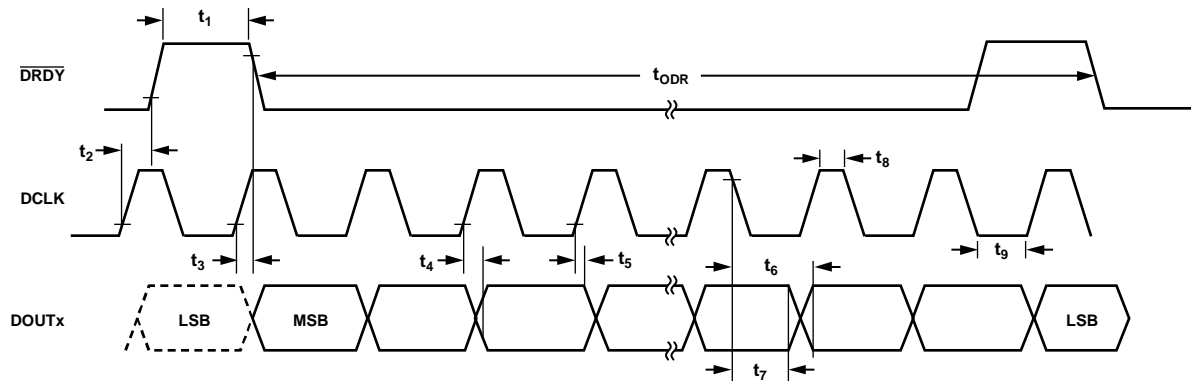 t1
DRDY
tODR
t2
t8
DCLK
t3
t4
t5
t6
t9
DOUTx
LSB
MSB
LSB
t7